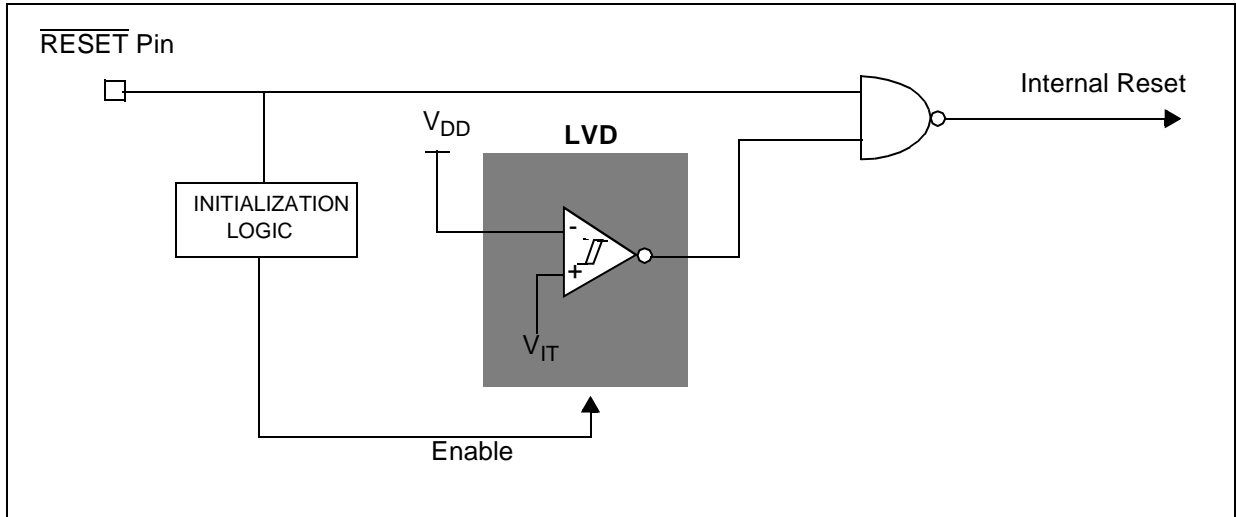 RESET Pin
Internal Reset
VDD
LVD
INITIALIZATION
LOGIC
-
+
VIT
Enable